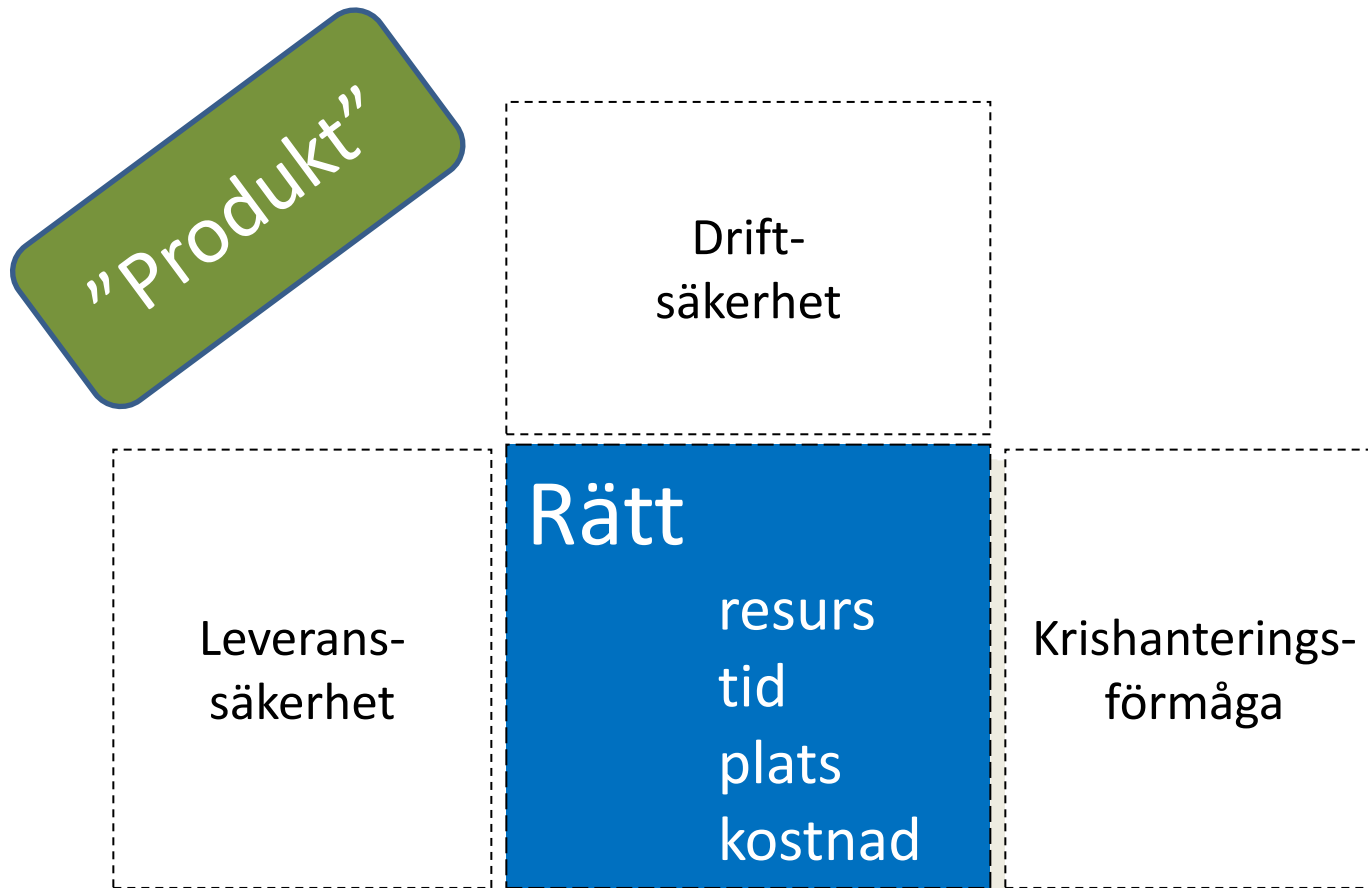 ”Produkt”
Drift-
säkerhet
Leverans-
säkerhet
Rätt
resurs
tid
plats
kostnad
Krishanterings-
förmåga